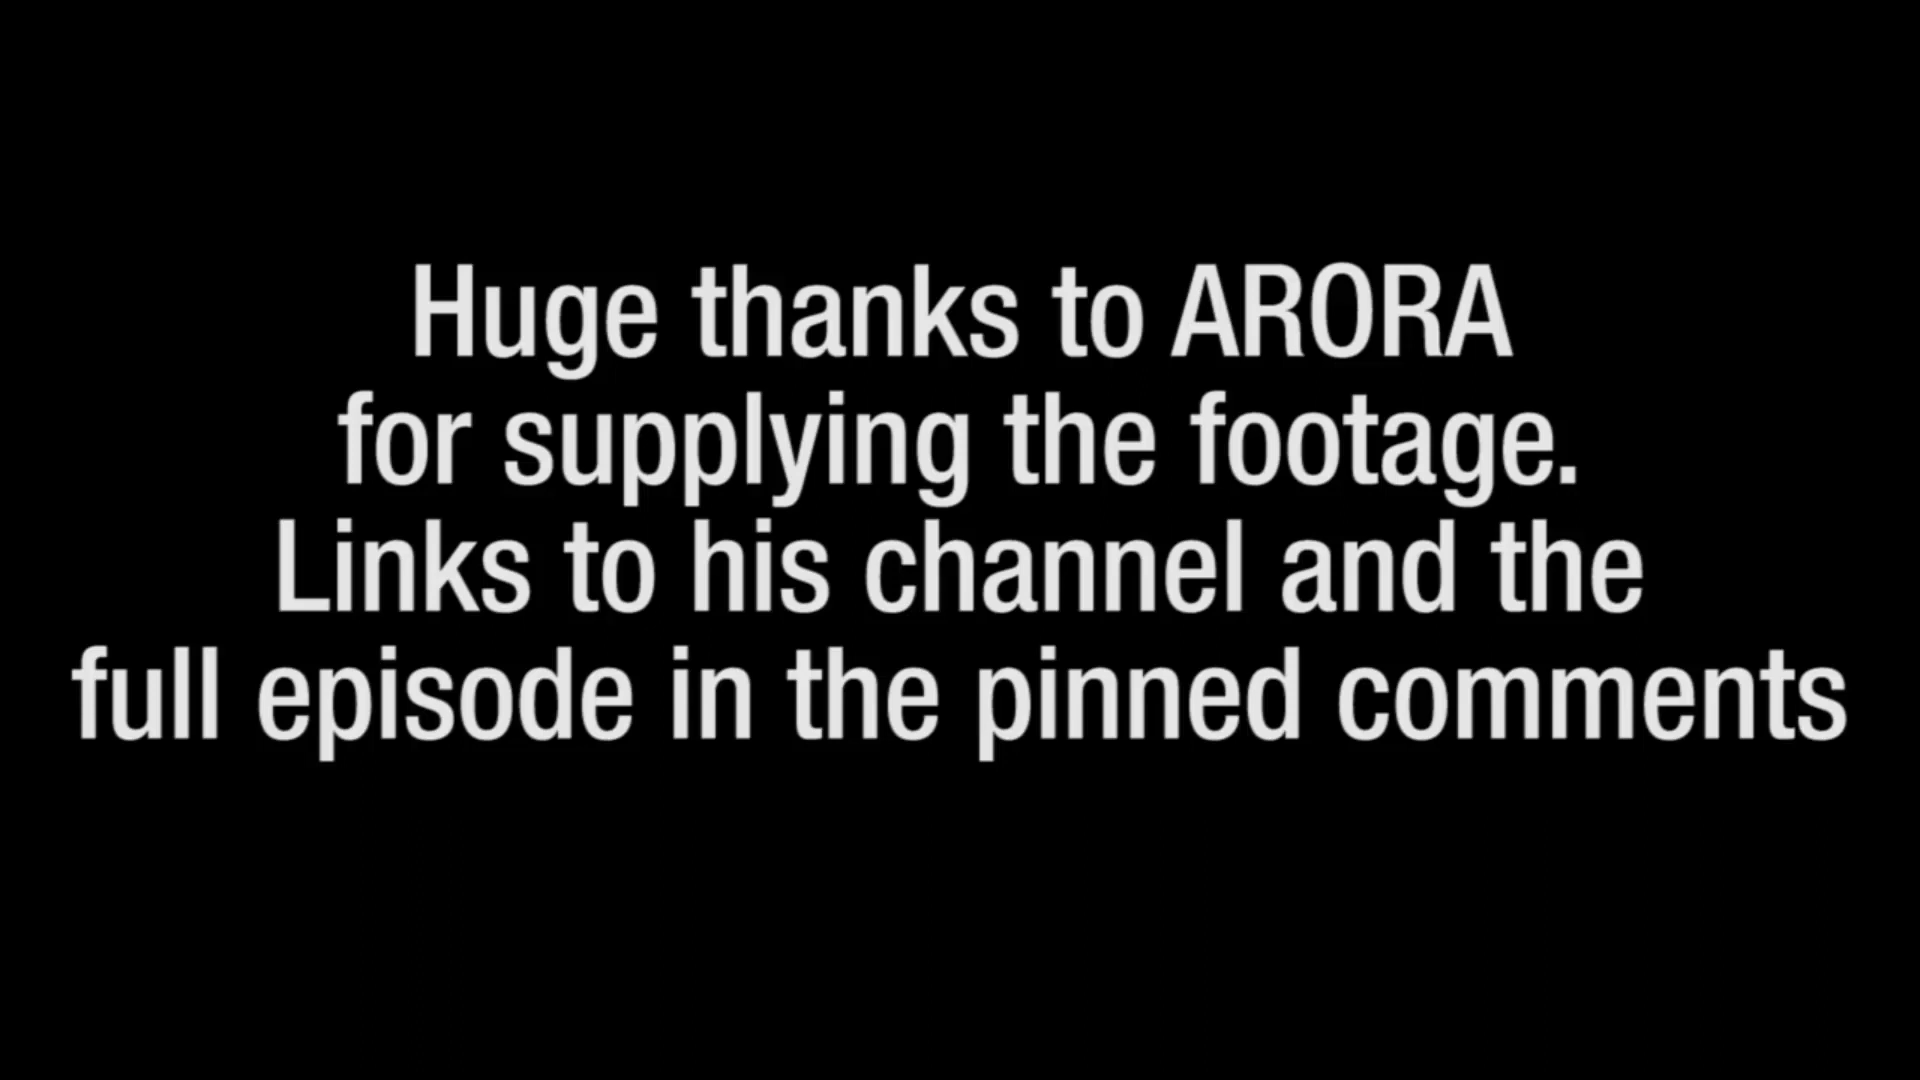 Huge thanks to ARORA
for supplying the footage.
Links to his channel and the
full episode in the pinned comments